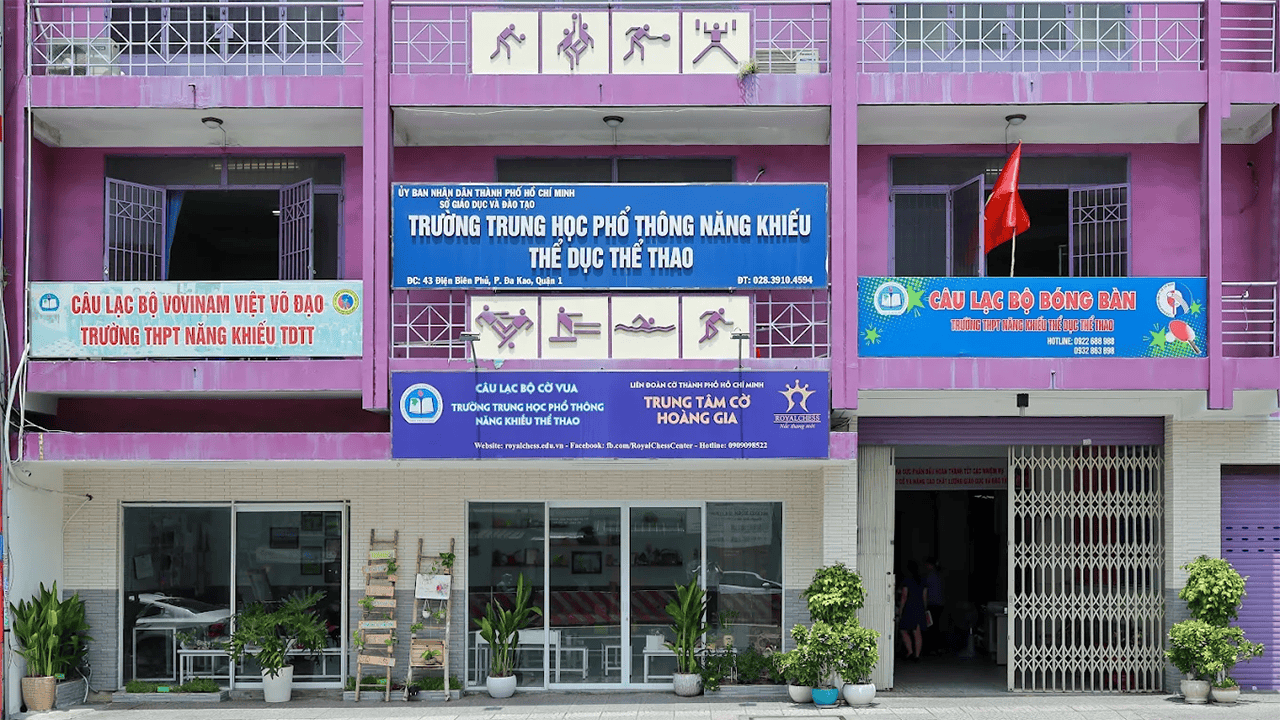 ỦY BAN NHÂN DÂN THÀNH PHỐ HỒ CHÍ MINH
SỞ GIÁO DỤC VÀ ĐÀO TẠO
TRƯỜNG TRUNG HỌC PHỔ THÔNG NĂNG KHIẾU
THỂ DỤC THỂ THAO
ĐC: 43 Điện Biên Phủ, P. Đa Kao, Quận 1
ĐT: 028.3910.4594
CÂU LẠC BỘ VOVINAM VIỆT VÕ ĐẠO
TRƯỜNG THPT NĂNG KHIẾU TDTT
CÂU LẠC BỘ BÓNG BÀN
TRƯỜNG THPT NĂNG KHIẾU THỂ DỤC THỂ THAO
HOTLINE: 0922 688 988
0932 863 898
CÂU LẠC BỘ CỜ VUA
TRƯỜNG TRUNG HỌC PHỔ THÔNG
NĂNG KHIẾU THỂ THAO
LIÊN ĐOÀN CỜ THÀNH PHỐ HỒ CHÍ MINH
TRUNG TÂM CỜ
HOÀNG GIA
ROYALCHESS
Nấc thang mới
Website: royalchess.edu.vn - Facebook: fb.com/RoyalChessCenter - Hotline: 0909098522